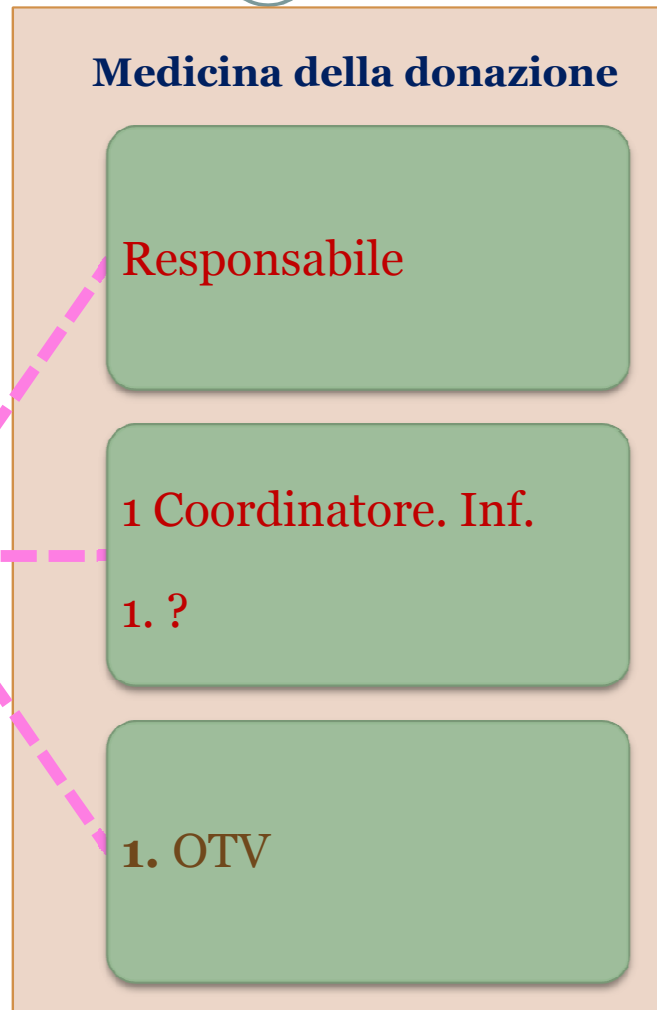 Medicina della donazione
Responsabile
1 Coordinatore. Inf.
1. ?
1. OTV